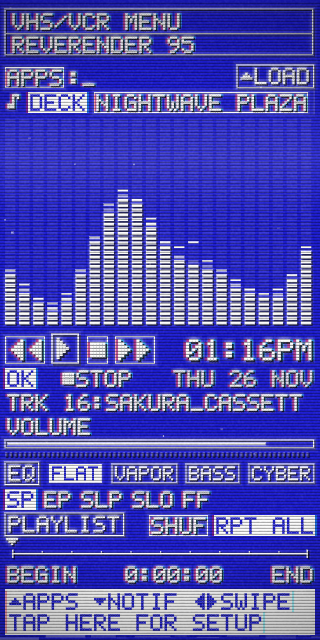 VHS/VCR MENU
REVERENDER 95
APPS:_ LOAD
DECK NIGHTWAVE PLAZA
01:16PM
OK STOP THU 26 NOV
TRK 16:SAKURA_CASSETT
VOLUME
EQ FLAT VAPOR BASS CYBER
SP EP SLP SLO FF
PLAYLIST SHUF RPT ALL
BEGIN 0:00:00 END
APPS NOTIF SWIPE
TAP HERE FOR SETUP